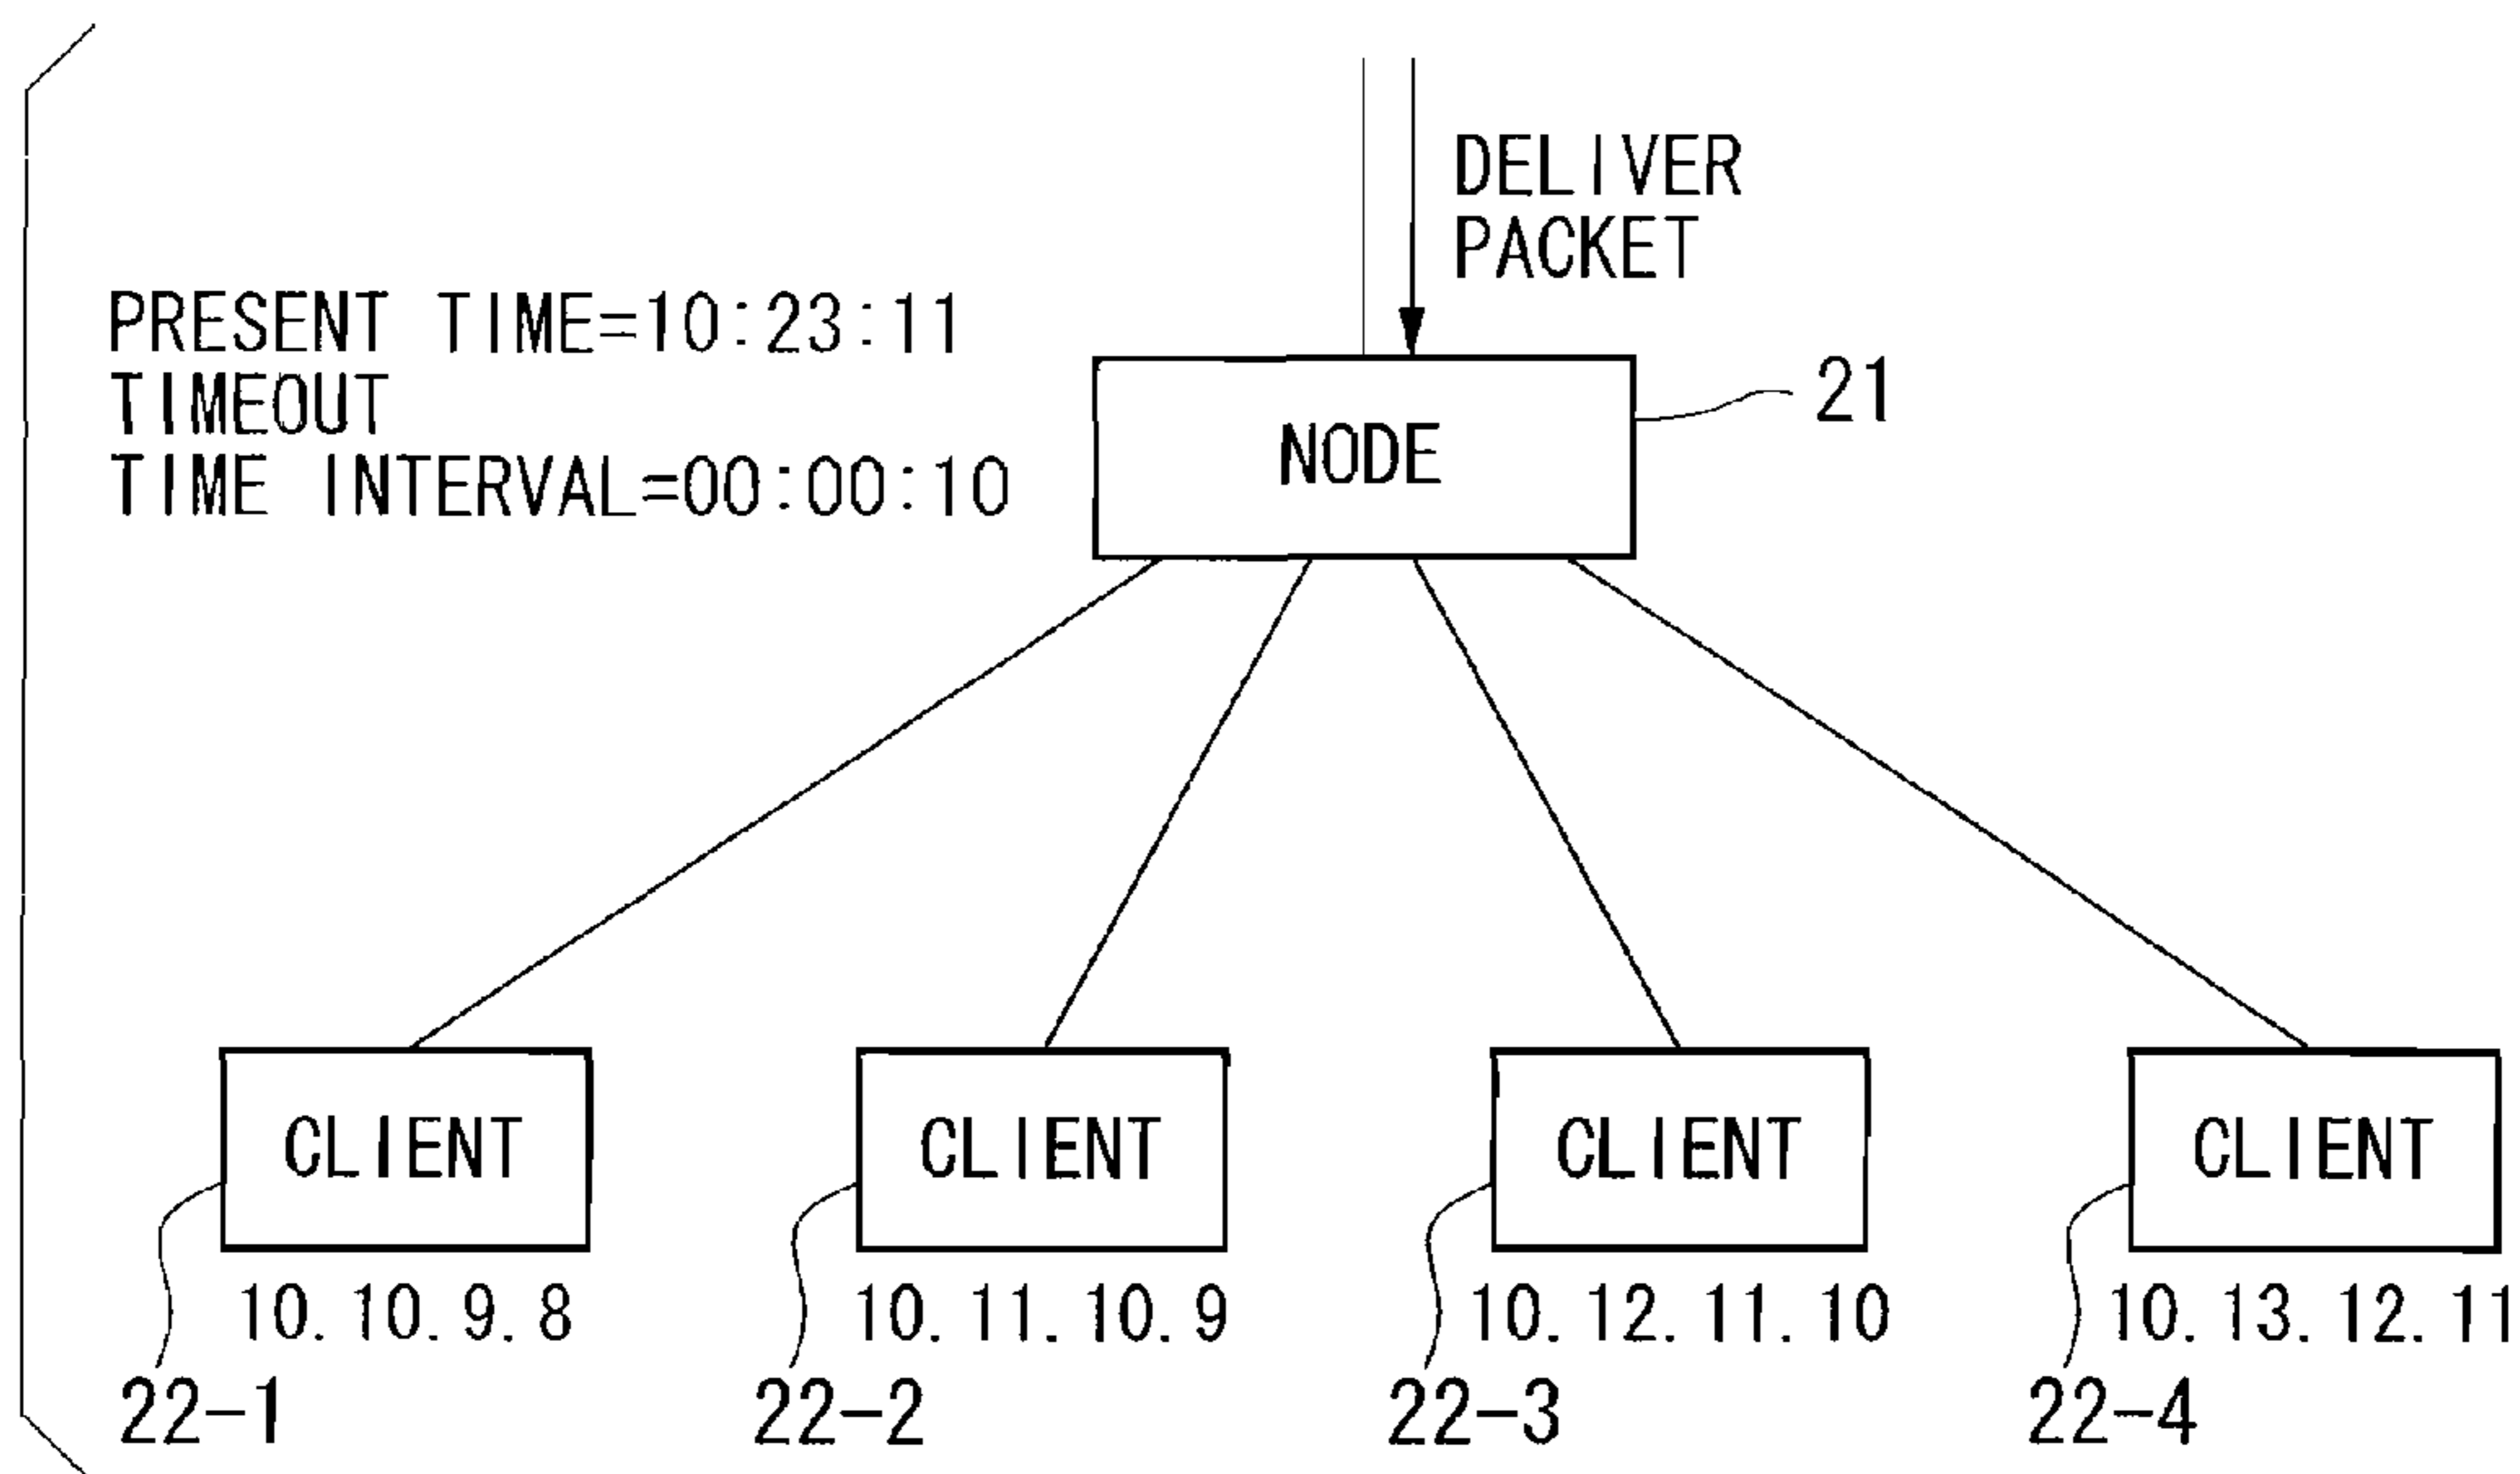 DELIVER
PACKET
PRESENT TIME=10:23:11
TIMEOUT
TIME INTERVAL=00:00:10
NODE
21
CLIENT
CLIENT
CLIENT
CLIENT
10.10.9.8
10.11.10.9
10.12.11.10
10.13.12.11
22-1
22-2
22-3
22-4